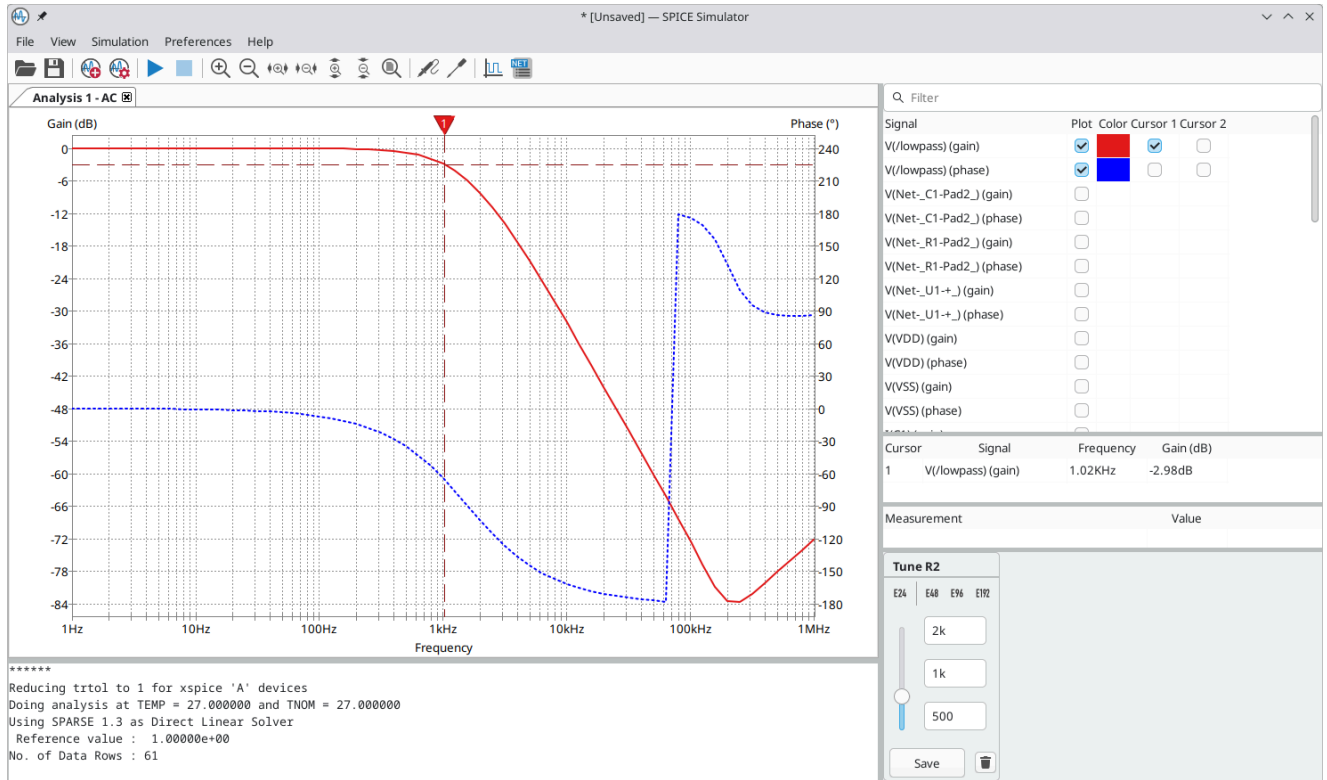 * [Unsaved] — SPICE Simulator
File View Simulation Preferences Help
NET
Analysis 1 - AC
Gain (dB)
1
Phase (°)
0
-6
-12
-18
-24
-30
-36
-42
-48
-54
-60
-66
-72
-78
-84
240
210
180
150
120
90
60
30
0
-30
-60
-90
-120
-150
-180
1Hz 10Hz 100Hz 1kHz 10kHz 100kHz 1MHz
Frequency
******
Reducing trtol to 1 for xspice 'A' devices
Doing analysis at TEMP = 27.000000 and TNOM = 27.000000
Using SPARSE 1.3 as Direct Linear Solver
Reference value : 1.00000e+00
No. of Data Rows : 61
Filter
Signal Plot Color Cursor 1 Cursor 2
V(/lowpass) (gain)
V(/lowpass) (phase)
V(Net-_C1-Pad2_) (gain)
V(Net-_C1-Pad2_) (phase)
V(Net-_R1-Pad2_) (gain)
V(Net-_R1-Pad2_) (phase)
V(Net-_U1-+_) (gain)
V(Net-_U1-+_) (phase)
V(VDD) (gain)
V(VDD) (phase)
V(VSS) (gain)
V(VSS) (phase)
Cursor Signal Frequency Gain (dB)
1 V(/lowpass) (gain) 1.02KHz -2.98dB
Measurement Value
Tune R2
E24 E48 E96 E192
2k
1k
500
Save